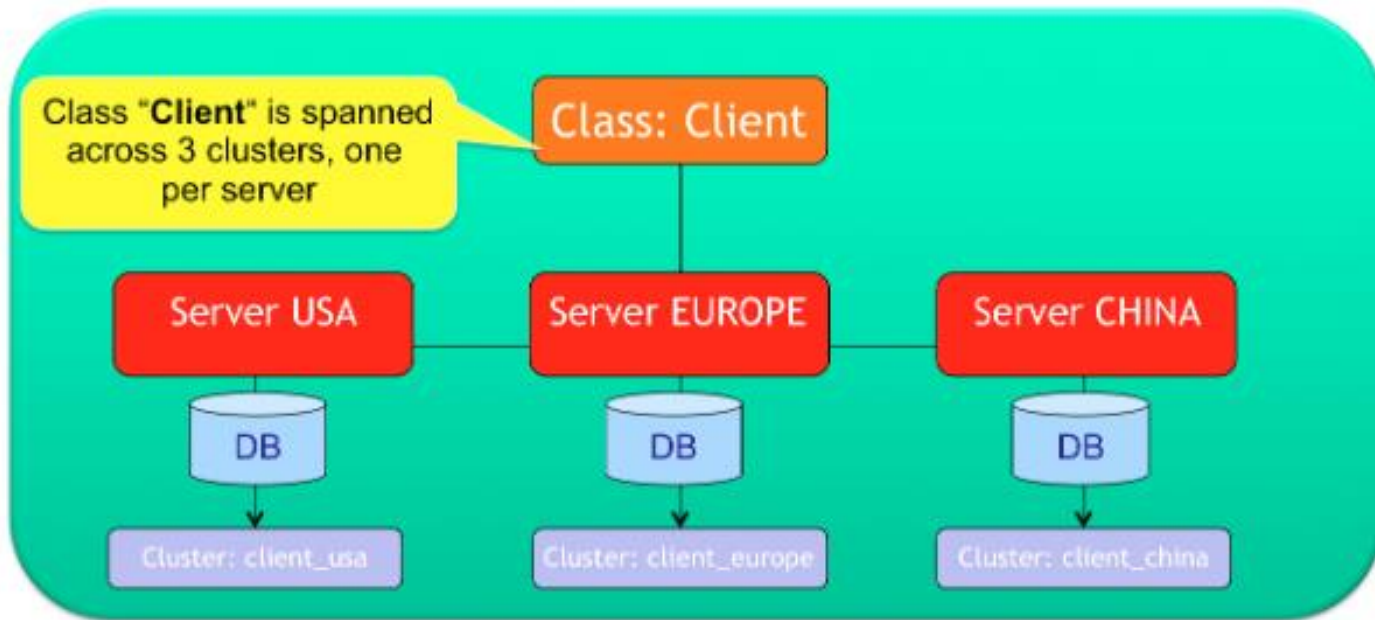 Class "Client" is spanned
across 3 clusters, one
per server
Class: Client
Server USA
Server EUROPE
Server CHINA
DB
DB
DB
Cluster: client_usa
Cluster: client_europe
Cluster: client_china